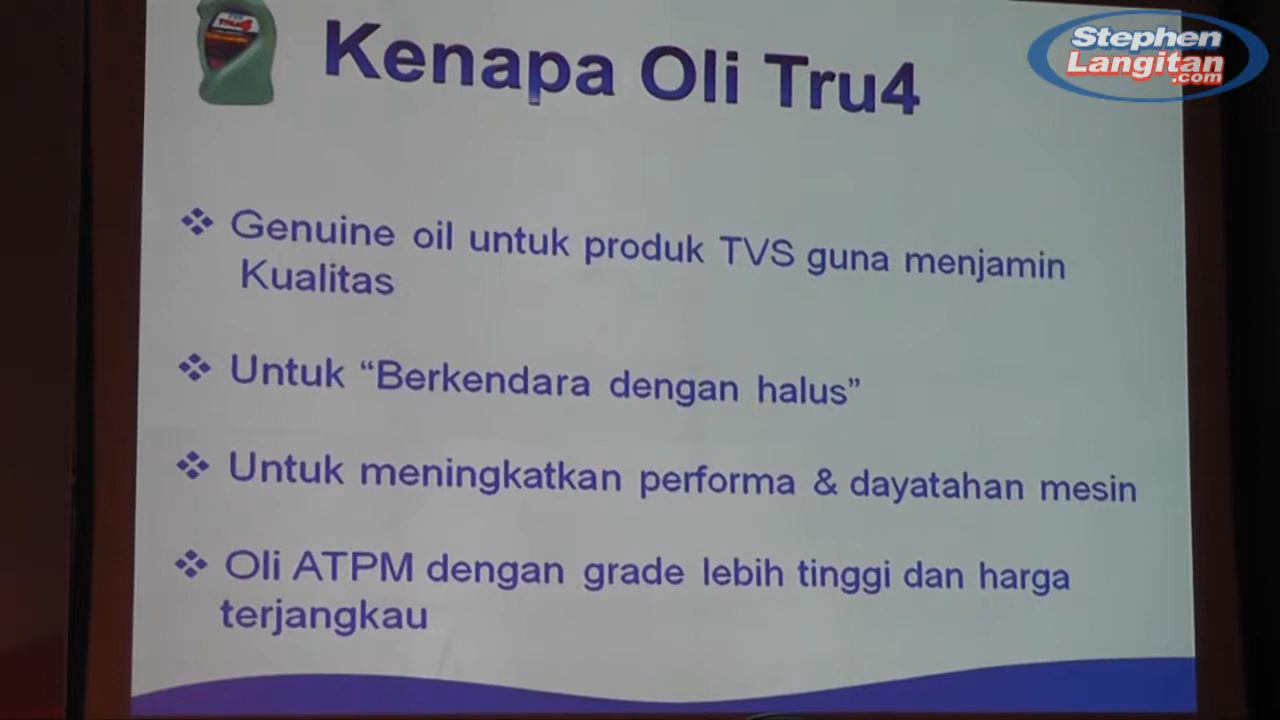 TRU4
Kenapa Oli Tru4
Stephen
Langitan
.com
❖ Genuine oil untuk produk TVS guna menjamin
Kualitas
❖ Untuk “Berkendara dengan halus”
❖ Untuk meningkatkan performa & dayatahan mesin
❖ Oli ATPM dengan grade lebih tinggi dan harga
terjangkau